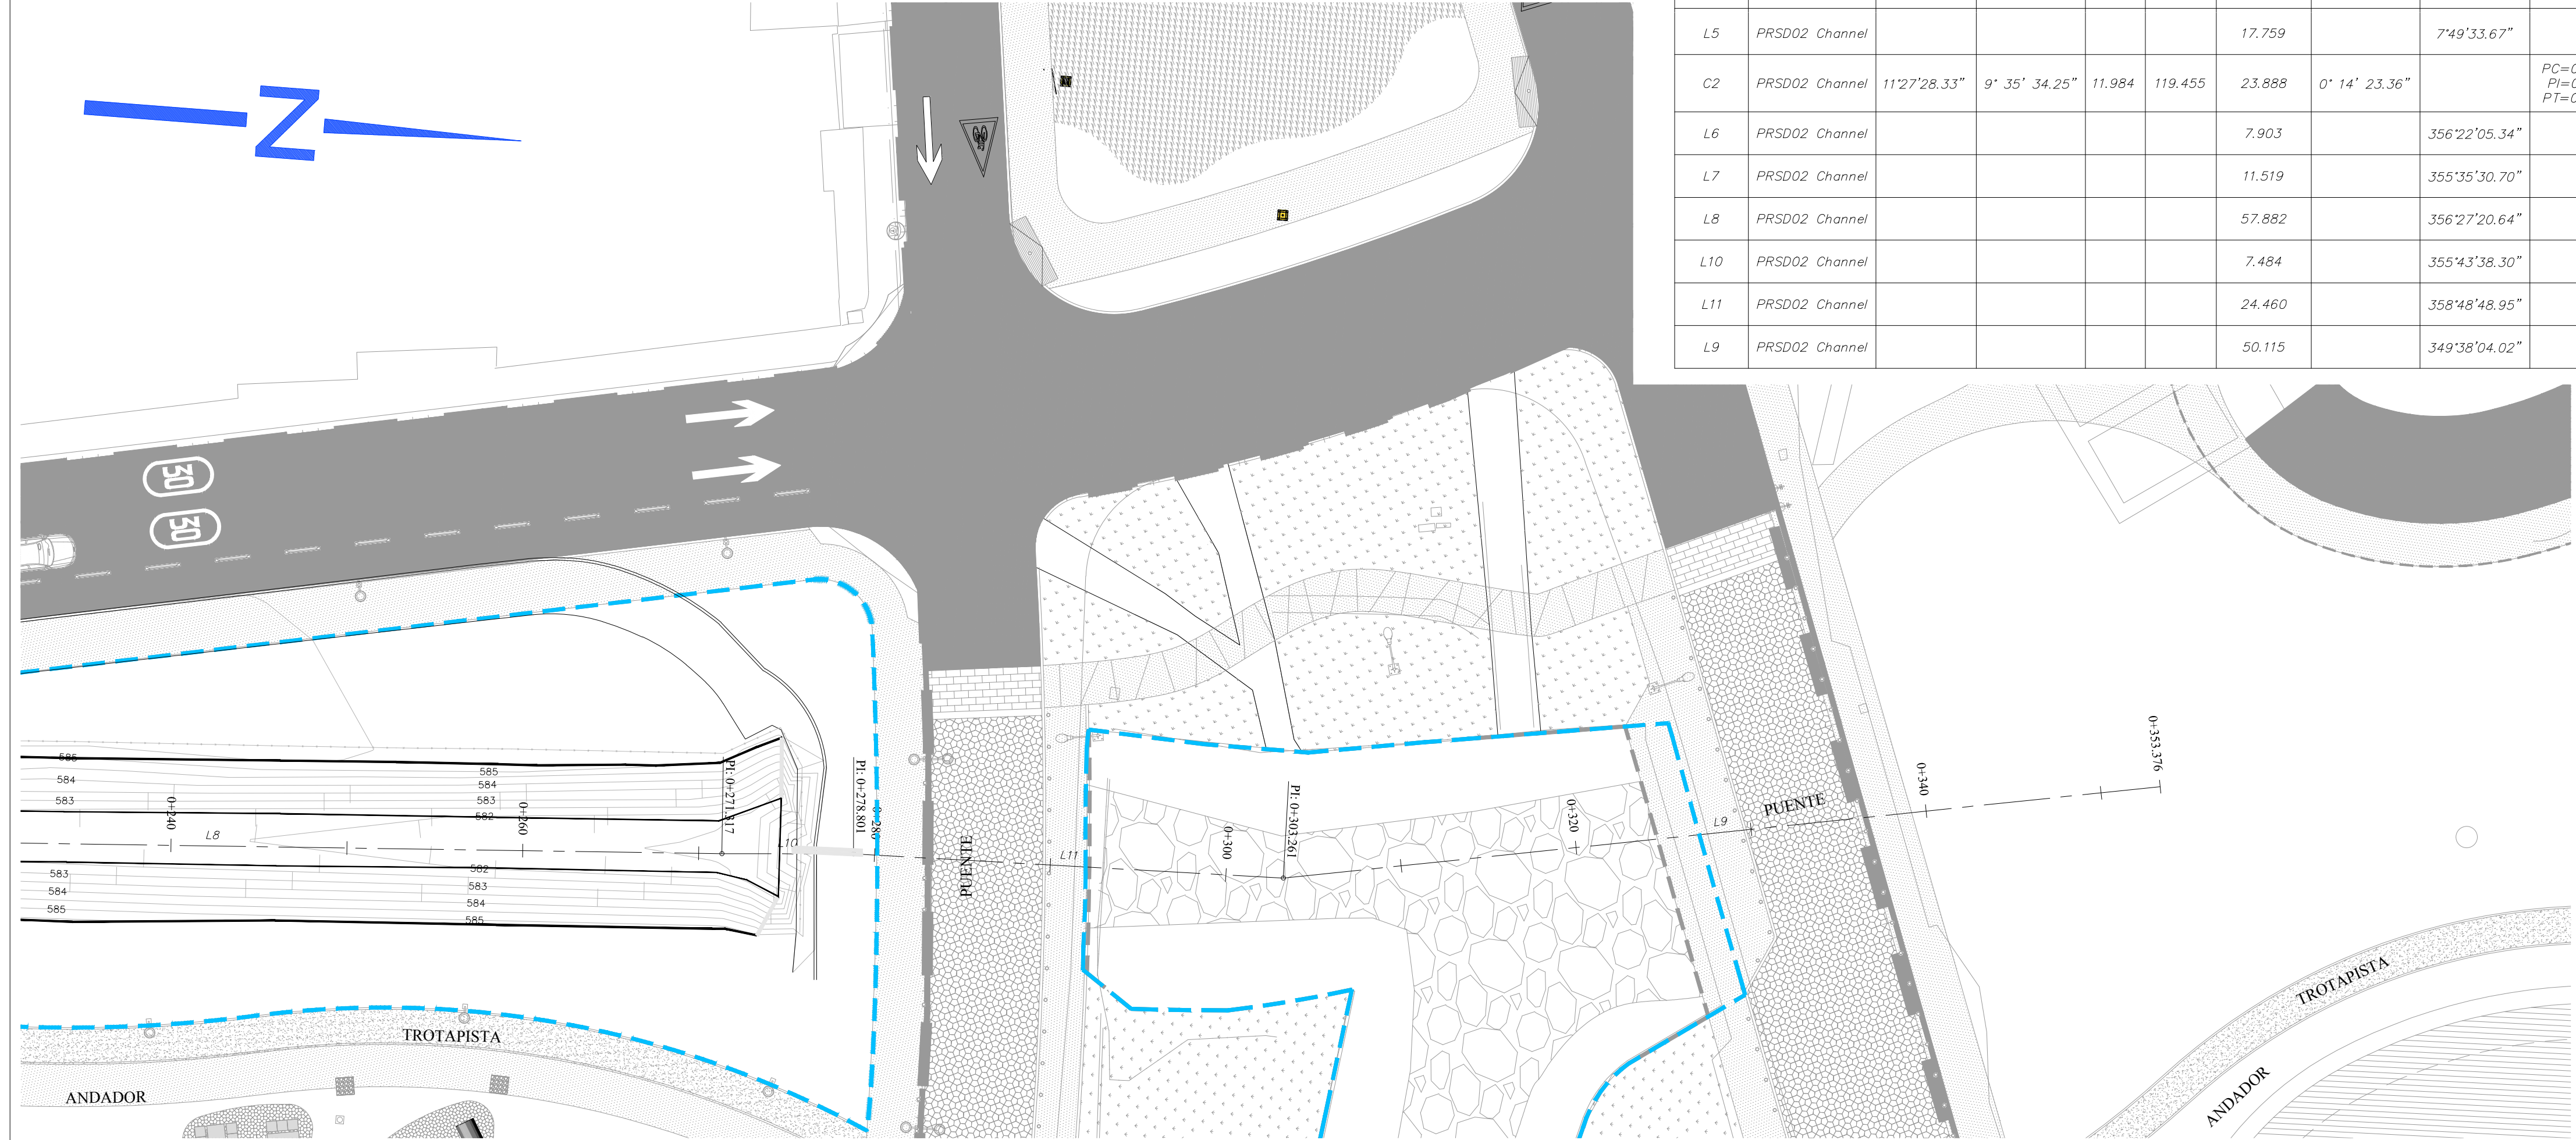 L5 PRSD02 Channel 17.759 7°49'33.67"
C2 PRSD02 Channel 11°27'28.33" 9° 35' 34.25" 11.984 119.455 23.888 0° 14' 23.36" PC=0
PI=0
PT=0
L6 PRSD02 Channel 7.903 356°22'05.34"
L7 PRSD02 Channel 11.519 355°35'30.70"
L8 PRSD02 Channel 57.882 356°27'20.64"
L10 PRSD02 Channel 7.484 355°43'38.30"
L11 PRSD02 Channel 24.460 358°48'48.95"
L9 PRSD02 Channel 50.115 349°38'04.02"
N
30
30
585
584
583
585
584
583
582
0+240
L8
0+260
PI: 0+271.317
L10
PI: 0+278.801
0+280
PUENTE
L11
0+300
PI: 0+303.261
0+320
L9
PUENTE
0+340
0+353.376
583
584
585
582
583
584
585
TROTAPISTA
ANDADOR
TROTAPISTA
ANDADOR